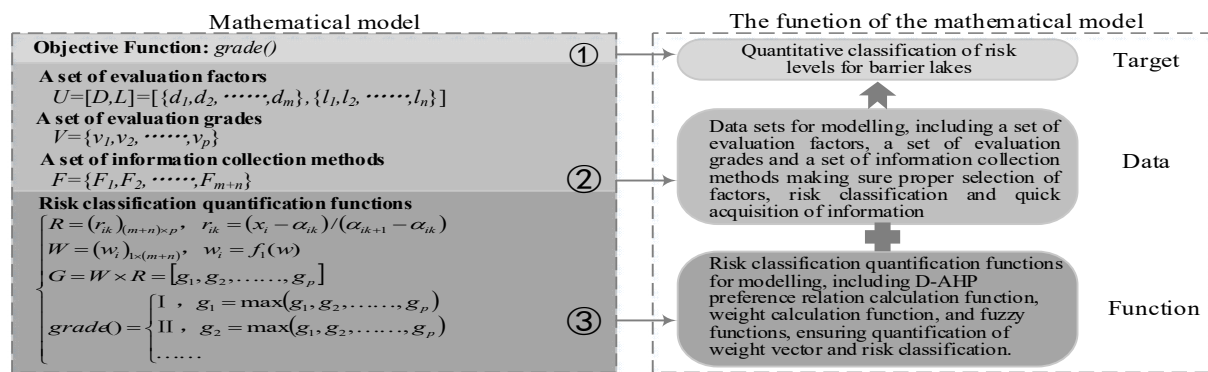 Mathematical model
Objective Function: grade()
①
A set of evaluation factors
U=[D,L]=[{d₁,d₂, ······,dₘ},{l₁,l₂, ······,lₙ}]
A set of evaluation grades
V={v₁,v₂, ······,vₚ}
A set of information collection methods
F={F₁,F₂, ······,Fₘ₊ₙ}
②
Risk classification quantification functions
R=(rᵢₖ)₍ₘ₊ₙ₎ₓₚ, rᵢₖ=(xᵢ−αᵢₖ)/(αᵢₖ₊₁−αᵢₖ)
W=(wᵢ)₁ₓ₍ₘ₊ₙ₎, wᵢ=f₁(w)
G=W×R=[g₁,g₂,……,gₚ]
grade()= { I , g₁=max(g₁,g₂,……,gₚ)
II , g₂=max(g₁,g₂,……,gₚ)
……
③
The function of the mathematical model
Quantitative classification of risk
levels for barrier lakes
Target
Data sets for modelling, including a set of
evaluation factors, a set of evaluation
grades and a set of information collection
methods making sure proper selection of
factors, risk classification and quick
acquisition of information
Data
Risk classification quantification functions
for modelling, including D-AHP
preference relation calculation function,
weight calculation function, and fuzzy
functions, ensuring quantification of
weight vector and risk classification.
Function